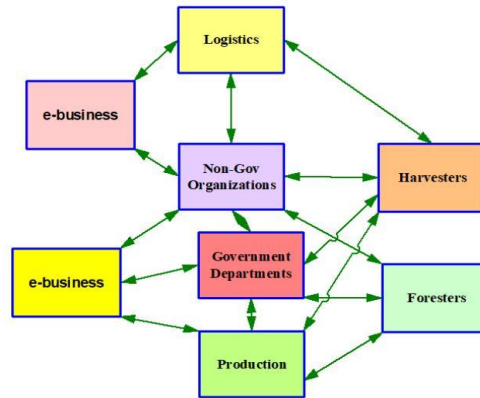 Logistics
e-business
Non-Gov
Organizations
Harvesters
Government
Departments
e-business
Foresters
Production